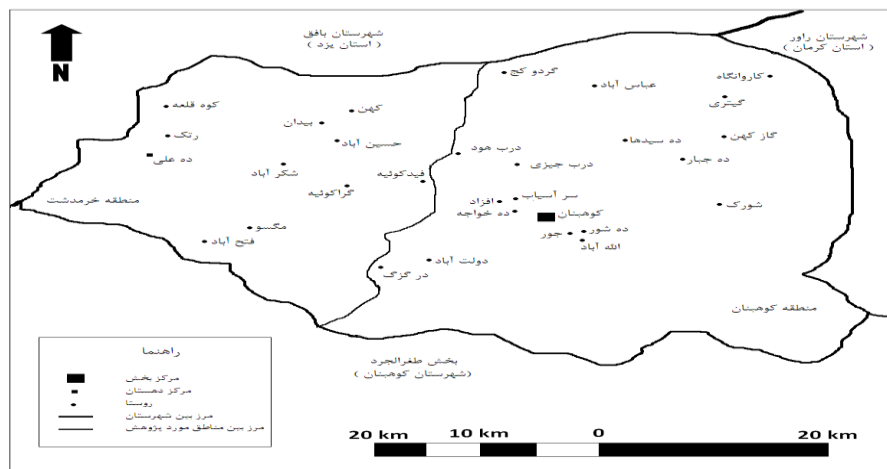 شهرستان بافق
( استان یزد )
شهرستان راور
( استان کرمان )
N
گردو کج
عباس آباد
کاروانگاه
گیتری
کوه قلعه
کهن
بیدان
رتک
حسین آباد
ده علی
شکر آباد
گراکوئیه
فیدکوئیه
درب هود
درب جیزی
ده سیدها
گاز کهن
ده جبار
سر آسیاب
افزاد
ده خواجه
کوهبنان
شورک
منطقه خرمدشت
مگسو
فتح آباد
جور
ده شور
الله آباد
دولت آباد
در گزگ
منطقه کوهبنان
بخش طغرالجرد
(شهرستان کوهبنان )
راهنما
مرکز بخش
مرکز دهستان
روستا
مرز بین شهرستان
مرز بین مناطق مورد پژوهش
20 km
10 km
0
20 km